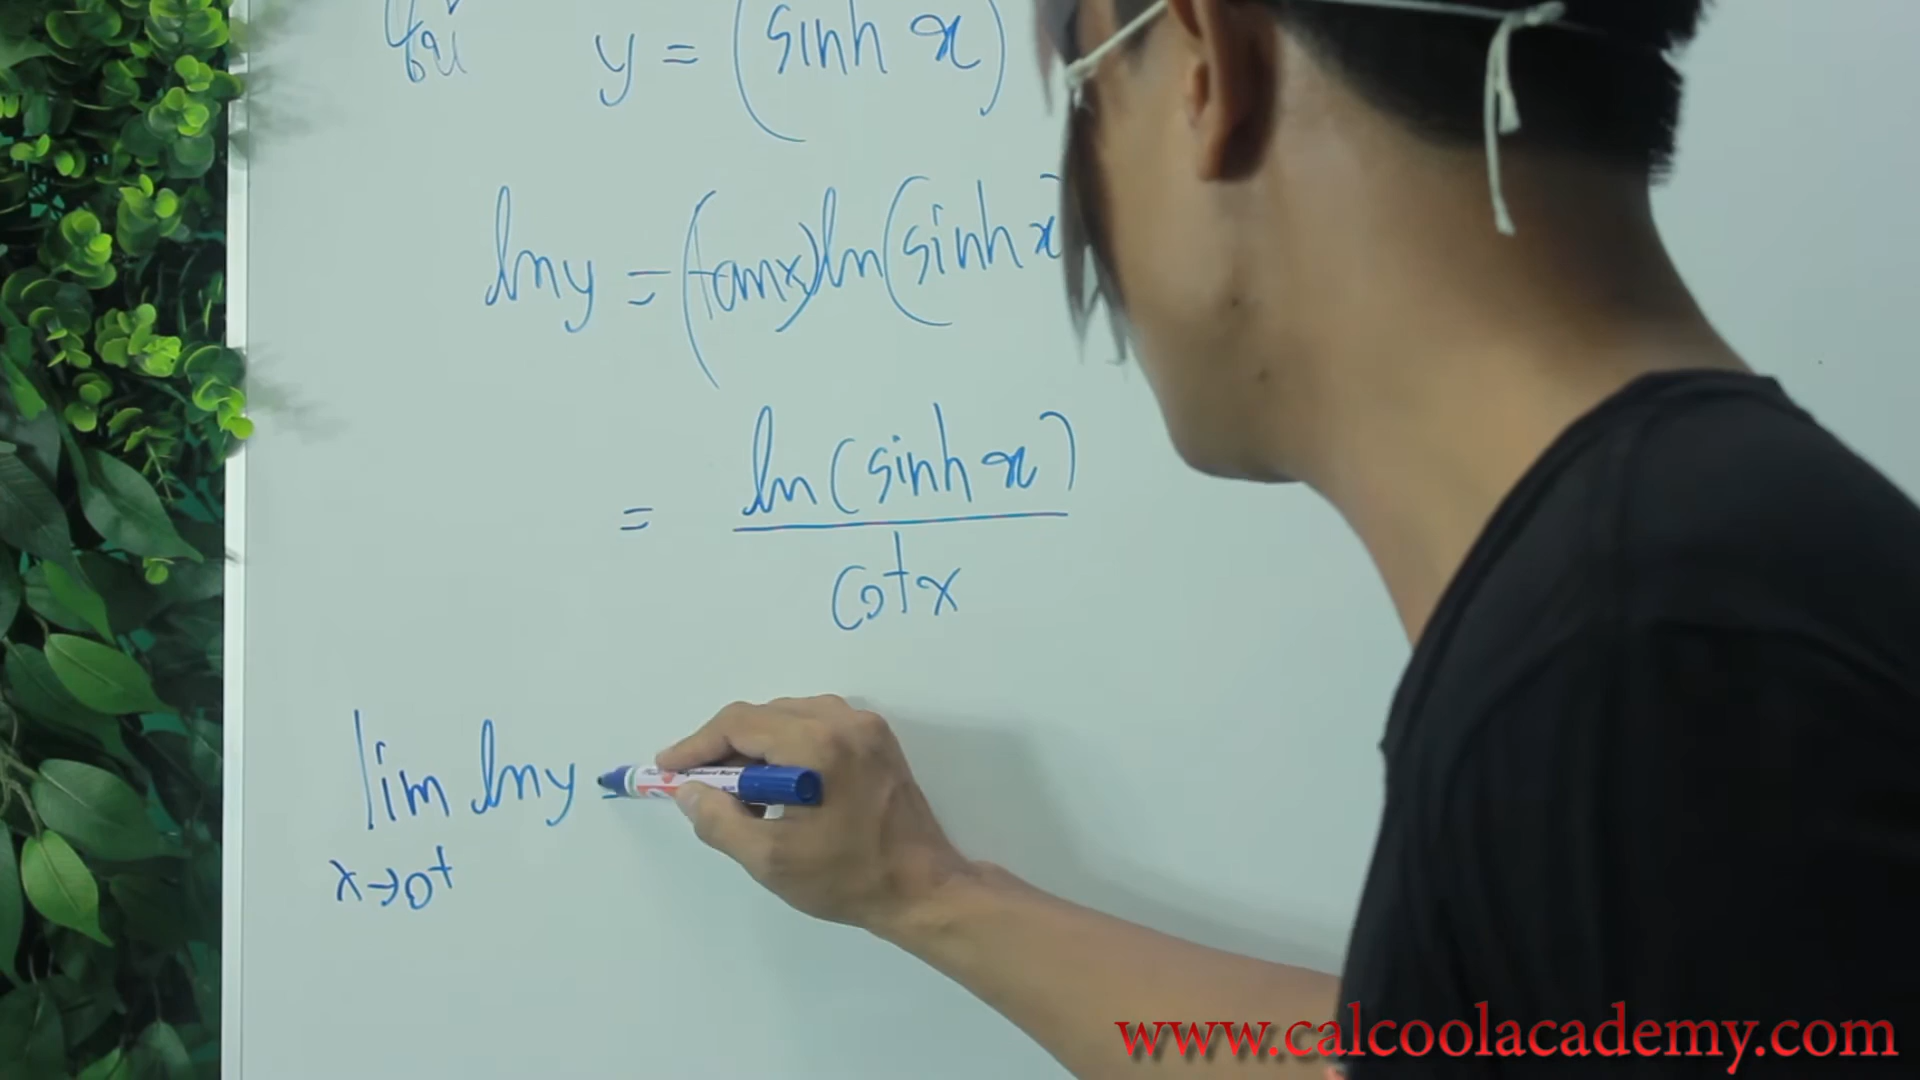 y = (sinh x)
ln y = (tan x) ln (sinh x
= ln (sinh x)
cot x
lim ln y =
x→0⁺
www.calcoolacademy.com